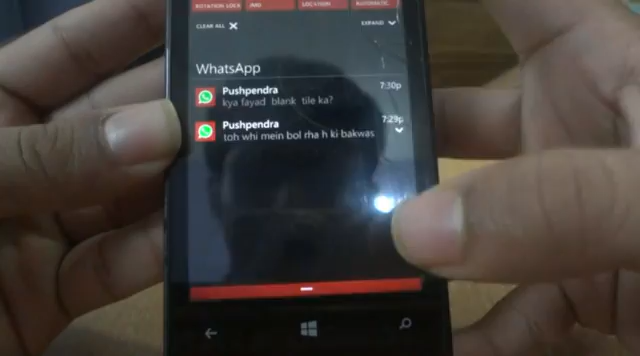 ROTATION LOCK LOCATION AUTOMATIC
CLEAR ALL EXPAND
WhatsApp
Pushpendra 7:30p
kya fayad blank tile ka?
Pushpendra 7:29p
toh whi mein bol rha h ki bakwas